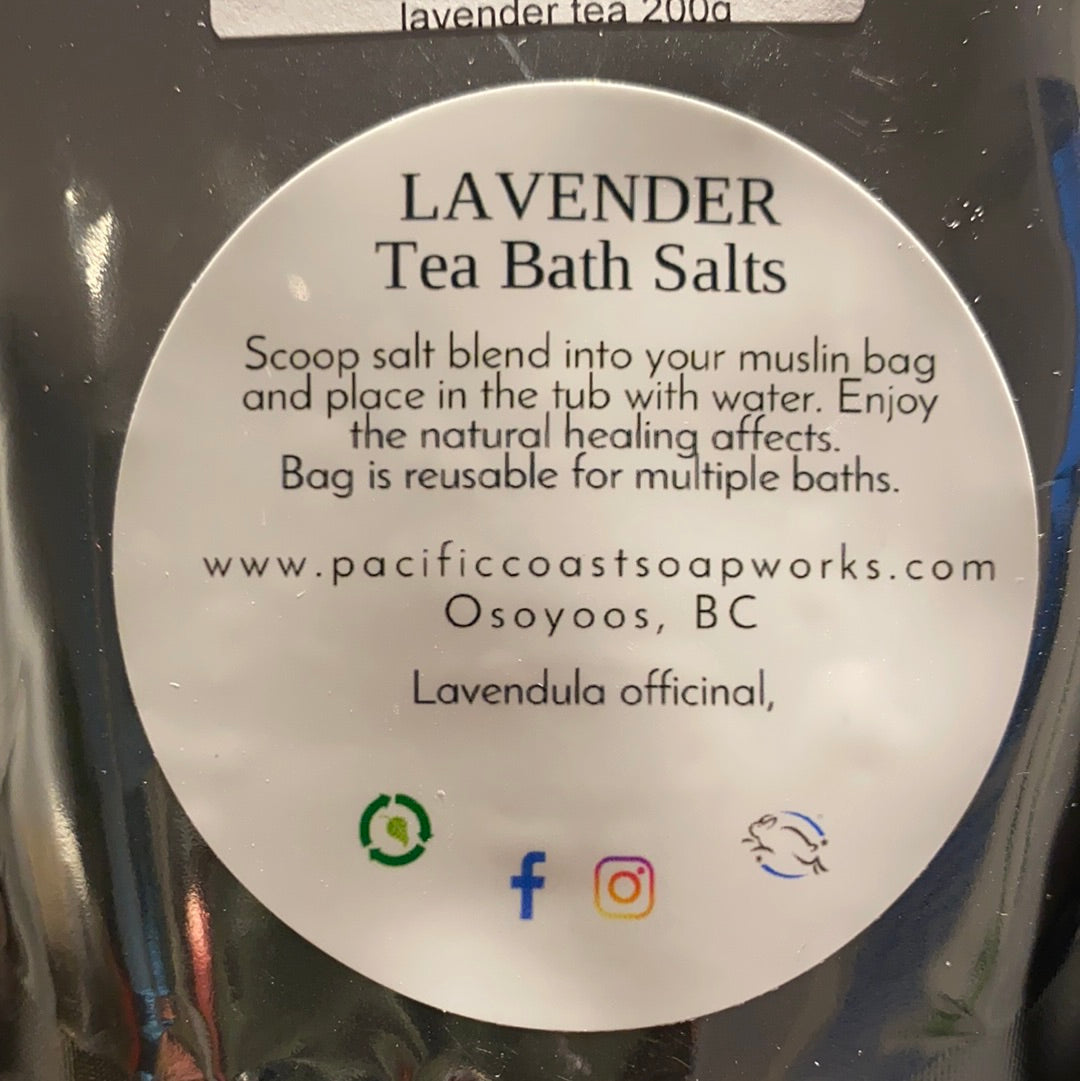 lavender tea 200g
LAVENDER
Tea Bath Salts
Scoop salt blend into your muslin bag
and place in the tub with water. Enjoy
the natural healing affects.
Bag is reusable for multiple baths.
www.pacificcoastsoapworks.com
Osoyoos, BC
Lavendula officinal,